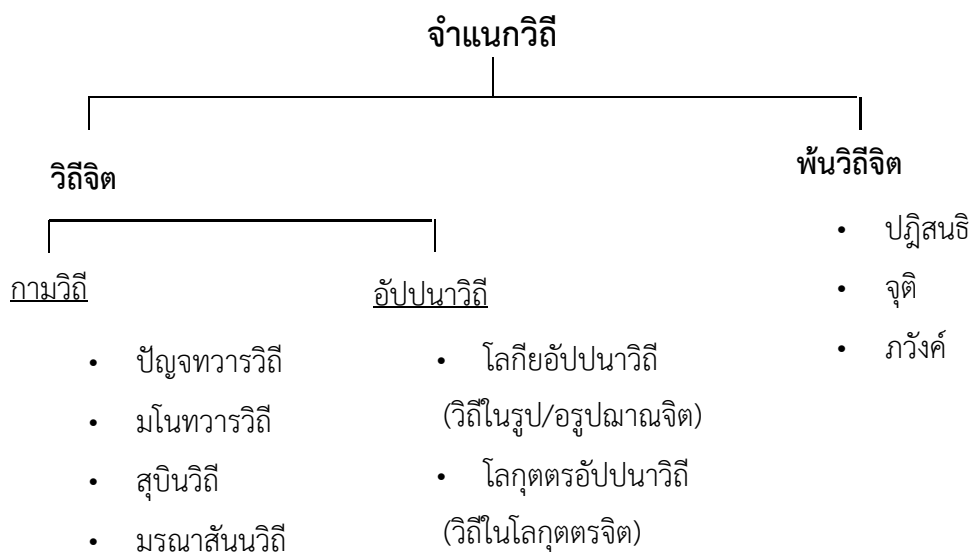 จำแนกวิถี
วิถีจิต
พ้นวิถีจิต
• ปฎิสนธิ
• จุติ
• ภวังค์
กามวิถี
• ปัญจทวารวิถี
• มโนทวารวิถี
• สุบินวิถี
• มรณาสันนวิถี
อัปปนาวิถี
• โลกียอัปปนาวิถี
(วิถีในรูป/อรูปฌาณจิต)
• โลกุตตรอัปปนาวิถี
(วิถีในโลกุตตรจิต)